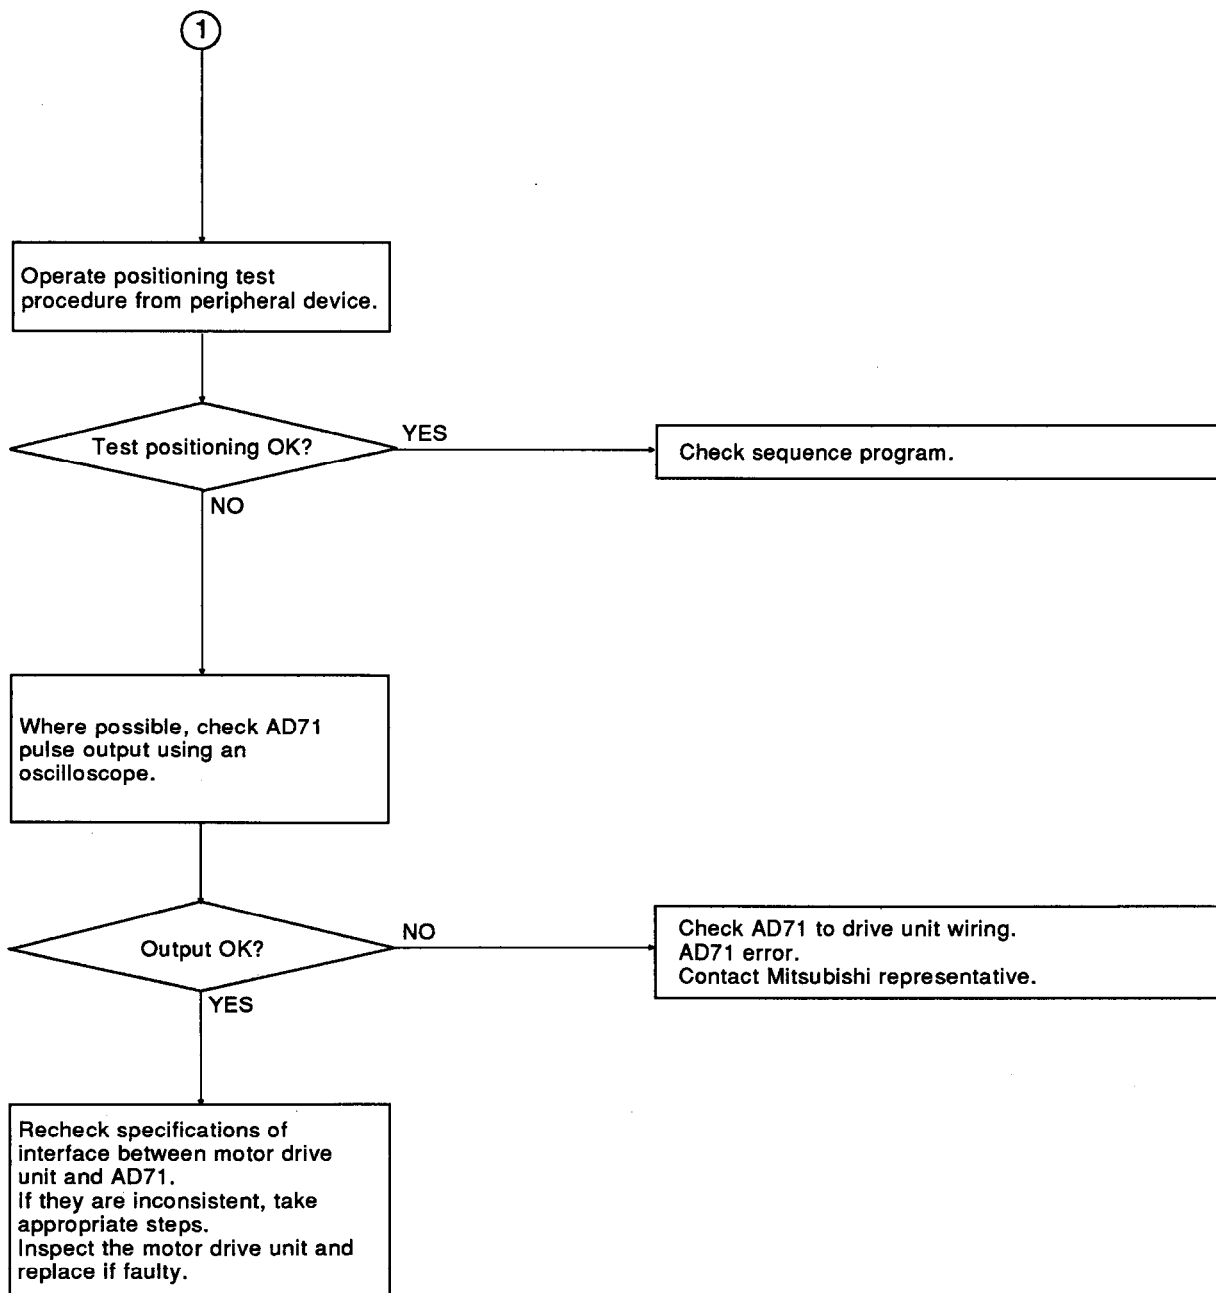 1
Operate positioning test
procedure from peripheral device.
Test positioning OK?
YES
Check sequence program.
NO
Where possible, check AD71
pulse output using an
oscilloscope.
Output OK?
NO
Check AD71 to drive unit wiring.
AD71 error.
Contact Mitsubishi representative.
YES
Recheck specifications of
interface between motor drive
unit and AD71.
If they are inconsistent, take
appropriate steps.
Inspect the motor drive unit and
replace if faulty.